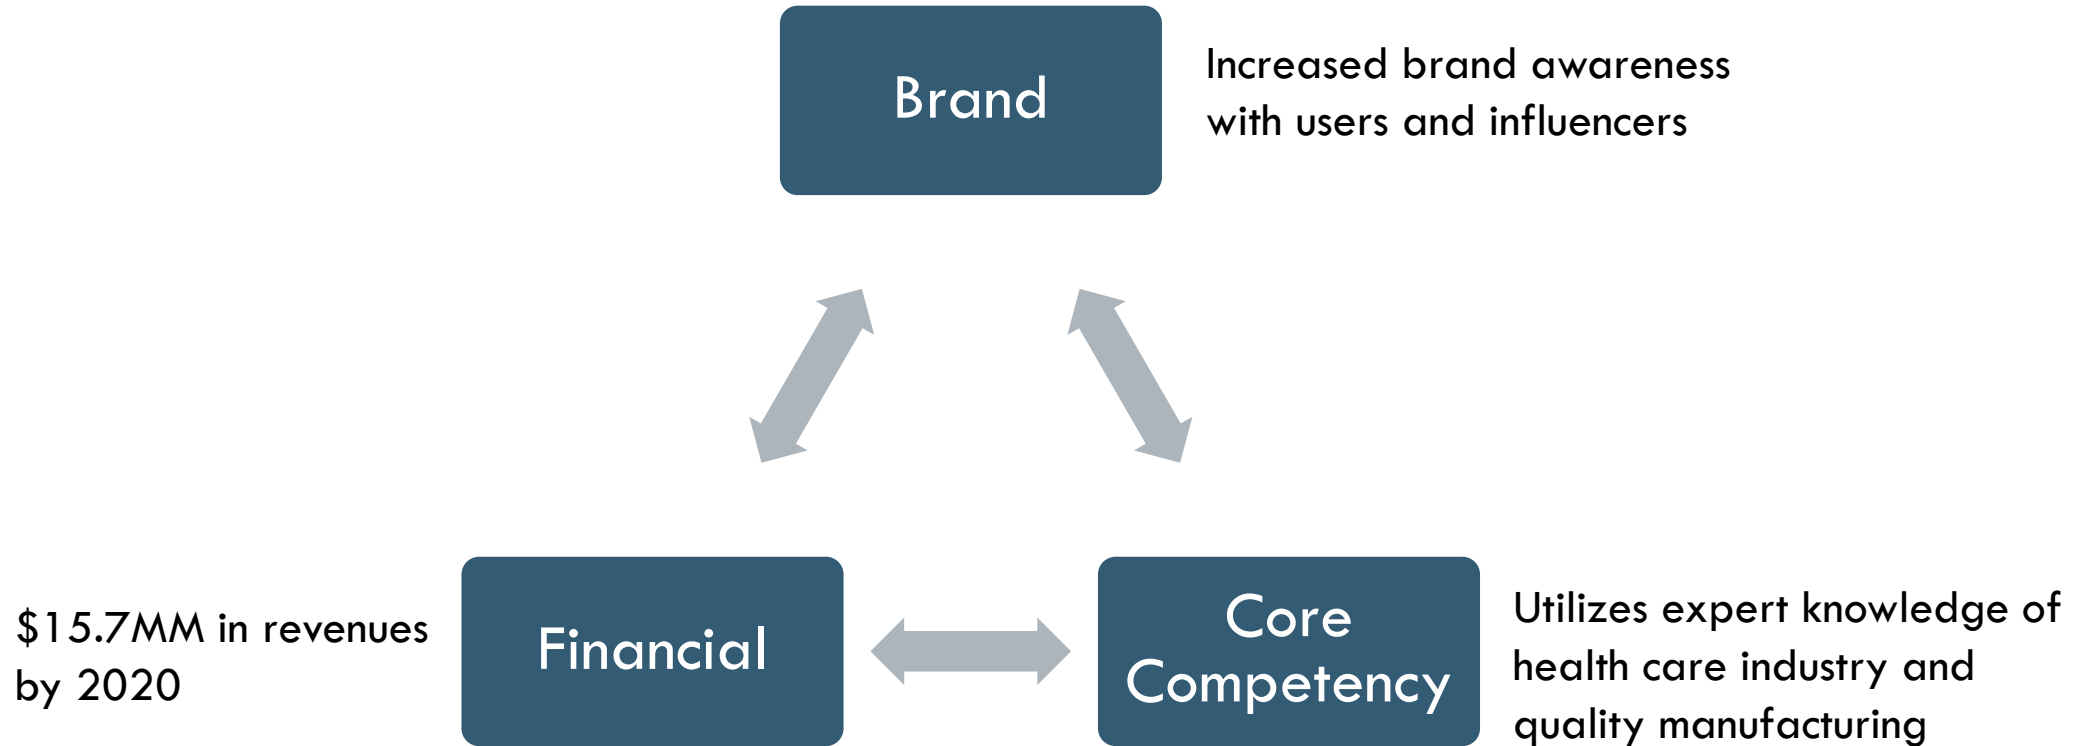 Brand
Increased brand awareness
with users and influencers
$15.7MM in revenues
by 2020
Financial
Core
Competency
Utilizes expert knowledge of
health care industry and
quality manufacturing